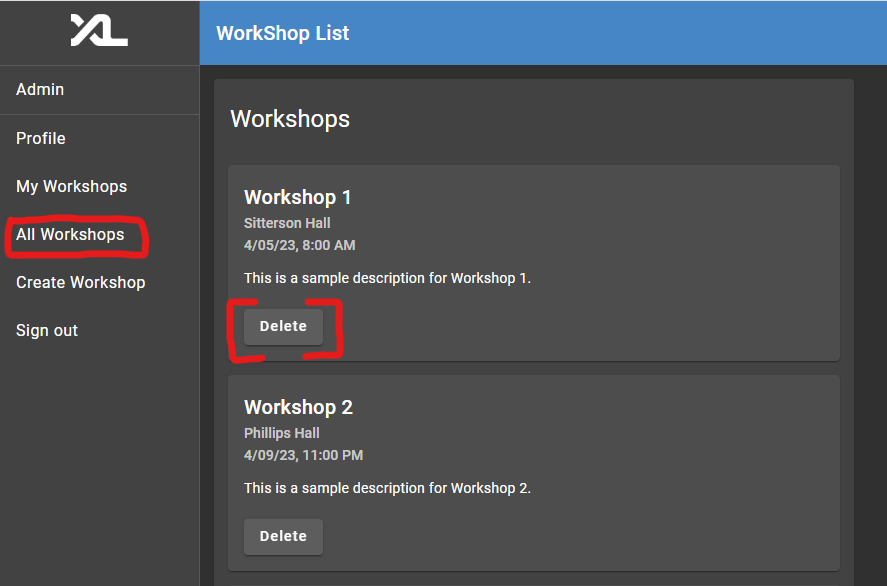 XL
WorkShop List
Admin
Profile
My Workshops
All Workshops
Create Workshop
Sign out
Workshops
Workshop 1
Sitterson Hall
4/05/23, 8:00 AM
This is a sample description for Workshop 1.
Delete
Workshop 2
Phillips Hall
4/09/23, 11:00 PM
This is a sample description for Workshop 2.
Delete